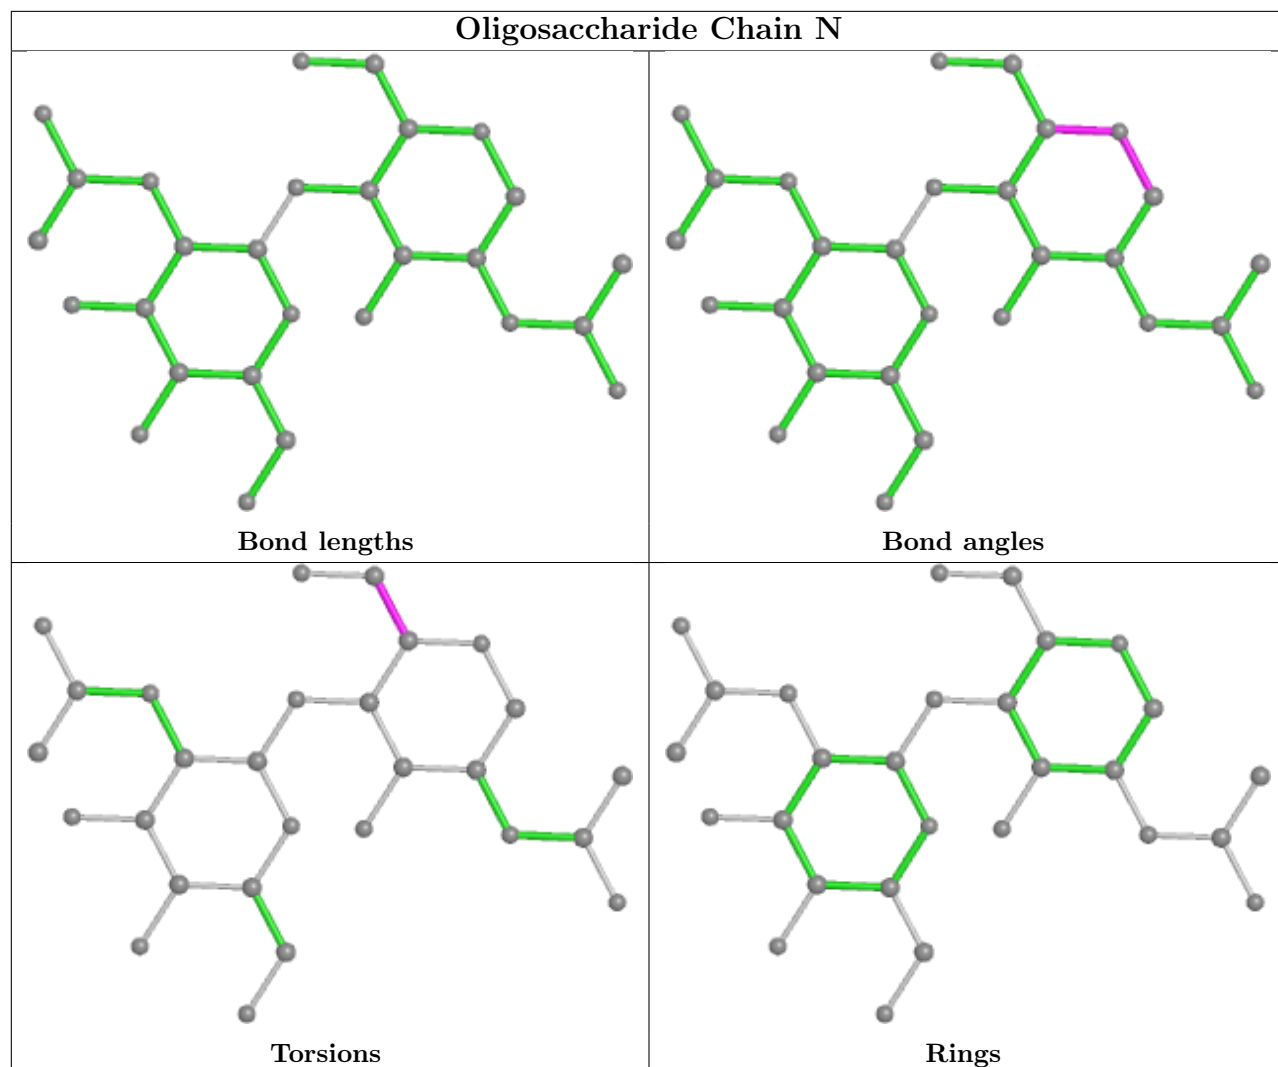 Oligosaccharide Chain N
Bond lengths
Bond angles
Torsions
Rings